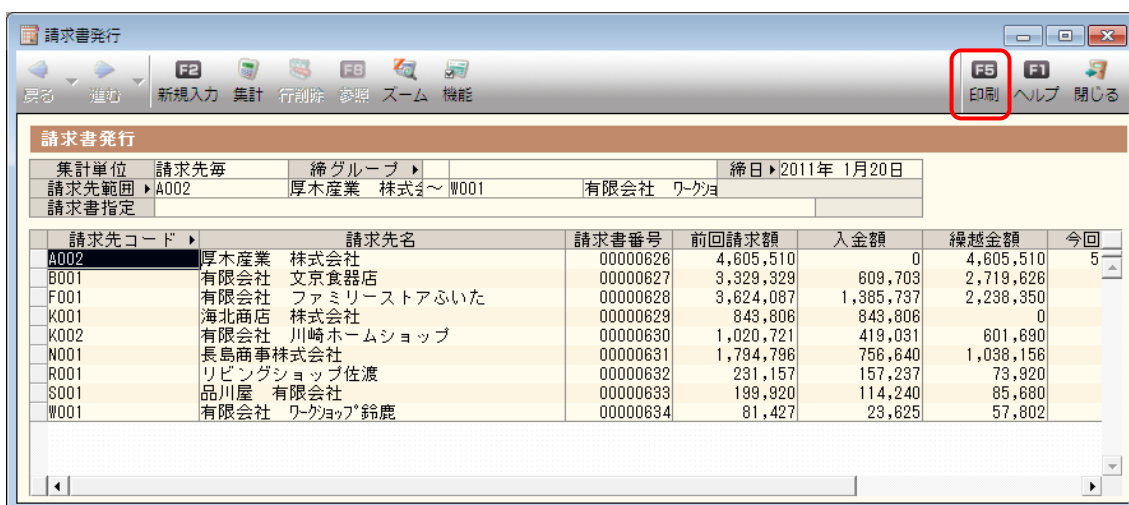 請求書発行
戻る 進む F2 新規入力 集計 行削除 F8 参照 ズーム 機能 F5 印刷 F1 ヘルプ 閉じる
請求書発行
集計単位 請求先毎 締グループ 締日 2011年 1月20日
請求先範囲 A002 厚木産業 株式 ～ W001 有限会社 ワークショ
請求書指定
請求先コード 請求先名 請求書番号 前回請求額 入金額 繰越金額 今回
A002 厚木産業 株式会社 00000626 4,605,510 0 4,605,510 5
B001 有限会社 文京食器店 00000627 3,329,329 609,703 2,719,626
F001 有限会社 ファミリーストアふいた 00000628 3,624,087 1,385,737 2,238,350
K001 海北商店 株式会社 00000629 843,806 843,806 0
K002 有限会社 川崎ホームショップ 00000630 1,020,721 419,031 601,690
N001 長島商事株式会社 00000631 1,794,796 756,640 1,038,156
R001 リビングショップ佐渡 00000632 231,157 157,237 73,920
S001 品川屋 有限会社 00000633 199,920 114,240 85,680
W001 有限会社 ワークショップ鈴鹿 00000634 81,427 23,625 57,802